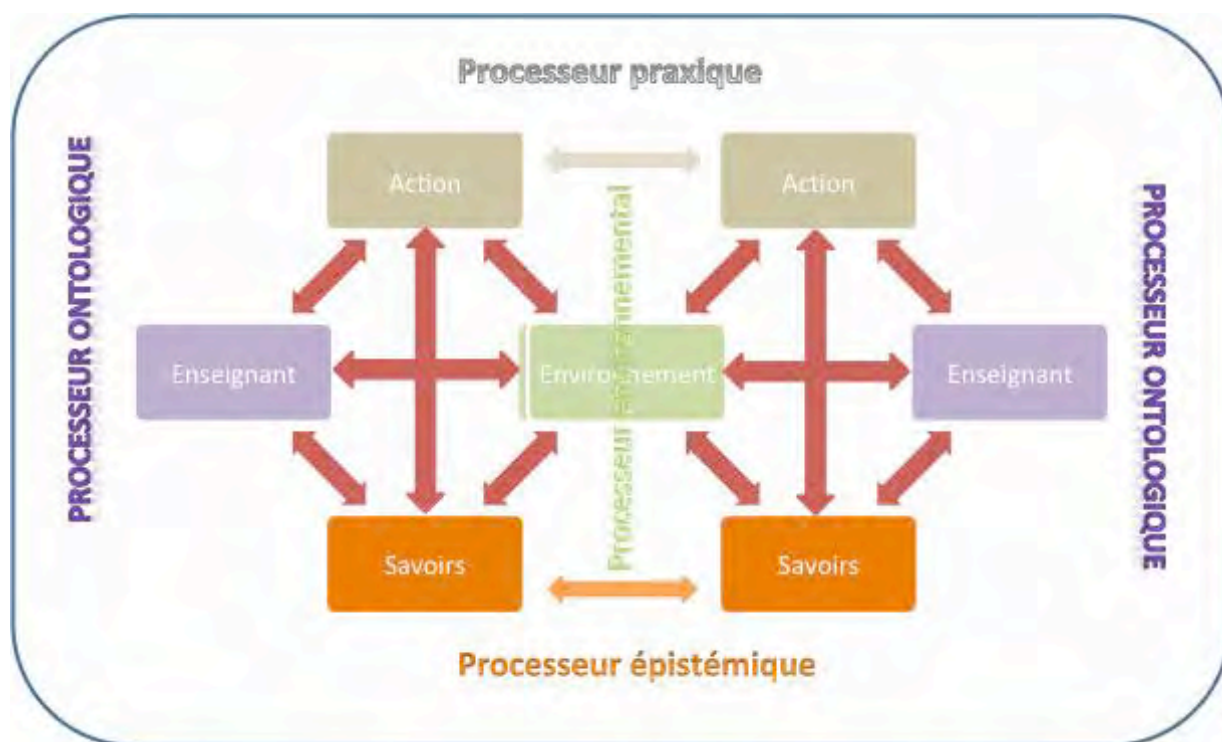 Processeur praxique
PROCESSEUR ONTOLOGIQUE
Action
Action
PROCESSEUR ONTOLOGIQUE
Processeur environnemental
Enseignant
Environnement
Enseignant
Savoirs
Savoirs
Processeur épistémique